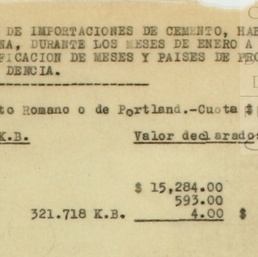 DE IMPORTACIONES DE CEMENTO, HAB
NA, DURANTE LOS MESES DE ENERO A
FICACION DE MESES Y PAISES DE PRO
DENCIA.
to Romano o de Portland.-Cuota $
K.B. Valor declarado
$ 15,284.00
593.00
321.718 K.B. 4.00 $